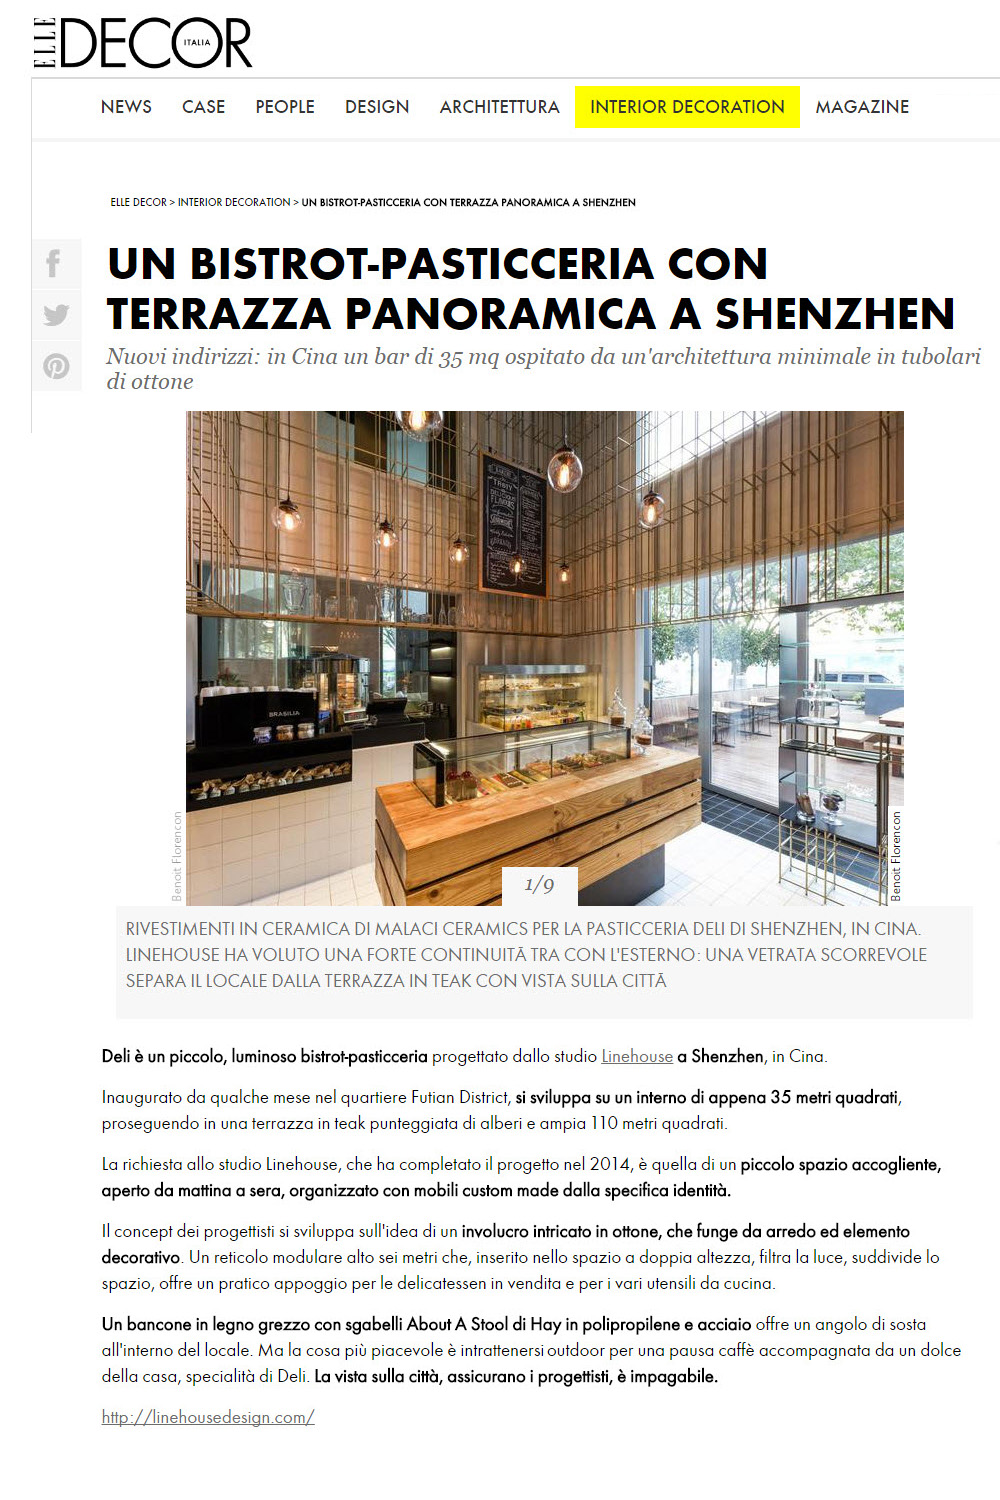 ELLE DECOR ITALIA
NEWS CASE PEOPLE DESIGN ARCHITETTURA INTERIOR DECORATION MAGAZINE
ELLE DECOR > INTERIOR DECORATION > UN BISTROT-PASTICCERIA CON TERRAZZA PANORAMICA A SHENZHEN
UN BISTROT-PASTICCERIA CON
TERRAZZA PANORAMICA A SHENZHEN
Nuovi indirizzi: in Cina un bar di 35 mq ospitato da un'architettura minimale in tubolari
di ottone
TASTY
DELICIOUS
FLAVOURS
SANDWICHES
BRASILIA
Benoit Florencon
Benoit Florencon
1/9
RIVESTIMENTI IN CERAMICA DI MALACI CERAMICS PER LA PASTICCERIA DELI DI SHENZHEN, IN CINA.
LINEHOUSE HA VOLUTO UNA FORTE CONTINUITÃ TRA CON L'ESTERNO: UNA VETRATA SCORREVOLE
SEPARA IL LOCALE DALLA TERRAZZA IN TEAK CON VISTA SULLA CITTÃ
Deli è un piccolo, luminoso bistrot-pasticceria progettato dallo studio Linehouse a Shenzhen, in Cina.
Inaugurato da qualche mese nel quartiere Futian District, si sviluppa su un interno di appena 35 metri quadrati,
proseguendo in una terrazza in teak punteggiata di alberi e ampia 110 metri quadrati.
La richiesta allo studio Linehouse, che ha completato il progetto nel 2014, è quella di un piccolo spazio accogliente,
aperto da mattina a sera, organizzato con mobili custom made dalla specifica identità.
Il concept dei progettisti si sviluppa sull'idea di un involucro intricato in ottone, che funge da arredo ed elemento
decorativo. Un reticolo modulare alto sei metri che, inserito nello spazio a doppia altezza, filtra la luce, suddivide lo
spazio, offre un pratico appoggio per le delicatessen in vendita e per i vari utensili da cucina.
Un bancone in legno grezzo con sgabelli About A Stool di Hay in polipropilene e acciaio offre un angolo di sosta
all'interno del locale. Ma la cosa più piacevole è intrattenersi outdoor per una pausa caffè accompagnata da un dolce
della casa, specialità di Deli. La vista sulla città, assicurano i progettisti, è impagabile.
http://linehousedesign.com/